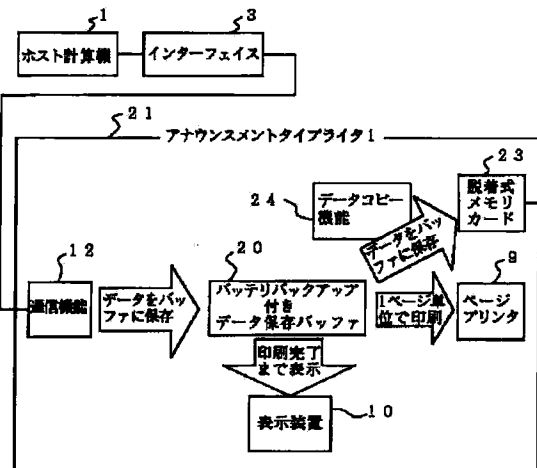 1
3
ホスト計算機
インターフェイス
21
アナウンスメントタイプライタ1
23
脱着式
メモリ
カード
24
データコピー
機能
データをバッ
ファに保存
12
通信機能
データをバッ
ファに保存
20
バッテリバックアップ
付き
データ保存バッファ
1ページ単
位で印刷
9
ページ
プリンタ
印刷完了
まで表示
表示装置
10